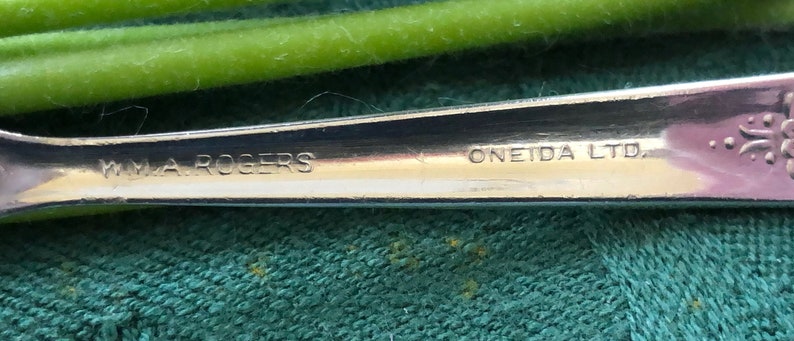 WM.A. ROGERS ONEIDA LTD.